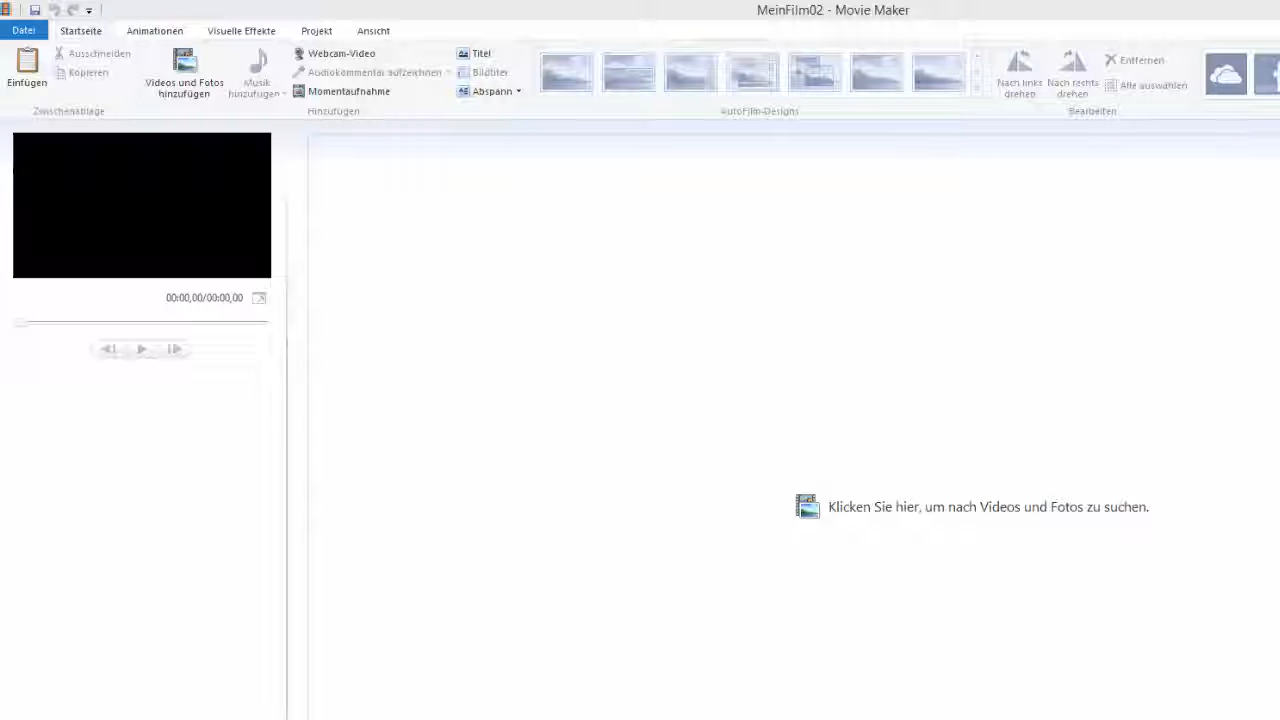 MeinFilm02 - Movie Maker
Datei Startseite Animationen Visuelle Effekte Projekt Ansicht
Einfügen
Ausschneiden
Kopieren
Zwischenablage
Videos und Fotos
hinzufügen
Musik
hinzufügen
Webcam-Video
Audiokommentar aufzeichnen
Momentaufnahme
Titel
Bildtitel
Abspann
Hinzufügen
AutoFilm-Designs
Nach links
drehen
Nach rechts
drehen
Entfernen
Alle auswählen
Bearbeiten
00:00,00/00:00,00
Klicken Sie hier, um nach Videos und Fotos zu suchen.